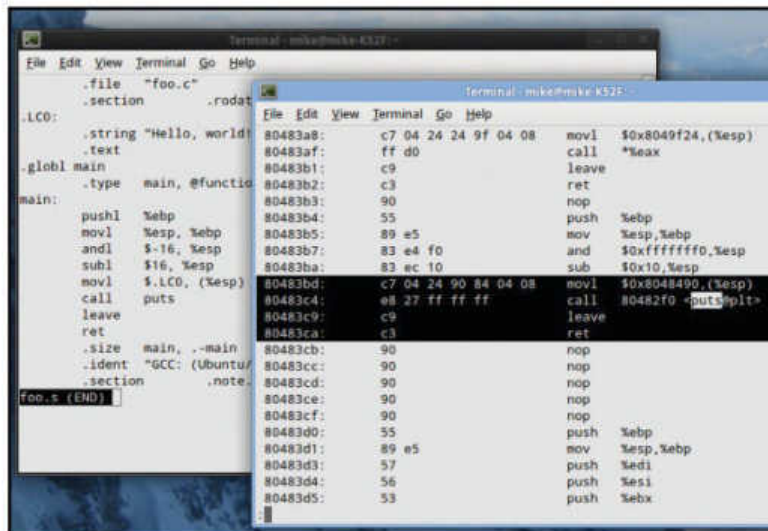 Terminal - mike@mike-K52F: ~
File Edit View Terminal Go Help
.file "foo.c"
.section .rodat
.LC0:
.string "Hello, world!
.text
.globl main
.type main, @functio
main:
pushl %ebp
movl %esp, %ebp
andl $-16, %esp
subl $16, %esp
movl $.LC0, (%esp)
call puts
leave
ret
.size main, .-main
.ident "GCC: (Ubuntu/
.section .note.
foo.s (END)
Terminal - mike@mike-K52F: ~
File Edit View Terminal Go Help
80483a8: c7 04 24 24 9f 04 08 movl $0x8049f24,(%esp)
80483af: ff d0 call *%eax
80483b1: c9 leave
80483b2: c3 ret
80483b3: 90 nop
80483b4: 55 push %ebp
80483b5: 89 e5 mov %esp,%ebp
80483b7: 83 e4 f0 and $0xfffffff0,%esp
80483ba: 83 ec 10 sub $0x10,%esp
80483bd: c7 04 24 90 84 04 08 movl $0x8048490,(%esp)
80483c4: e8 27 ff ff ff call 80482f0 <puts@plt>
80483c9: c9 leave
80483ca: c3 ret
80483cb: 90 nop
80483cc: 90 nop
80483cd: 90 nop
80483ce: 90 nop
80483cf: 90 nop
80483d0: 55 push %ebp
80483d1: 89 e5 mov %esp,%ebp
80483d3: 57 push %edi
80483d4: 56 push %esi
80483d5: 53 push %ebx
: